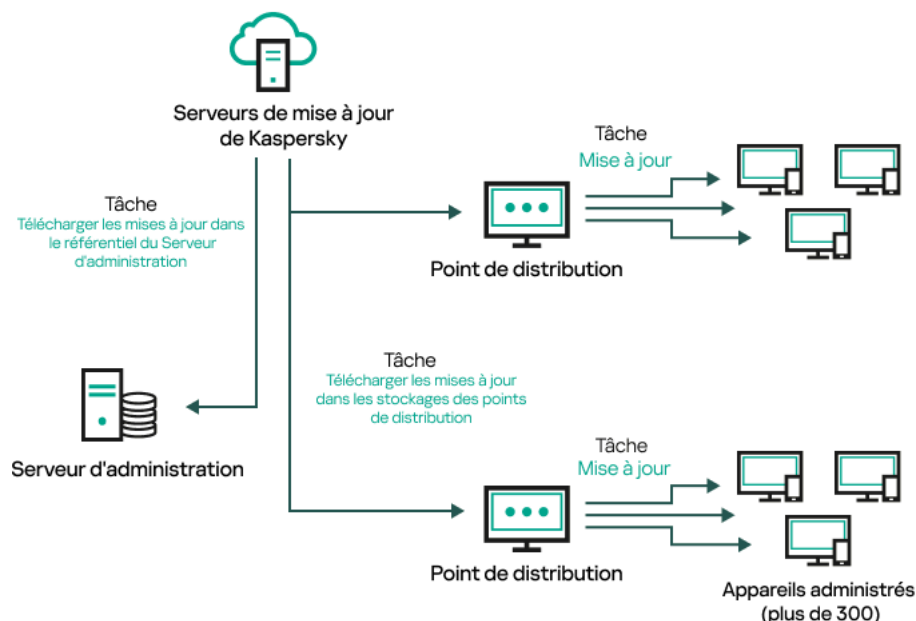 Serveurs de mise à jour
de Kaspersky
Tâche
Télécharger les mises à jour dans
le référentiel du Serveur
d'administration
Serveur d'administration
Tâche
Mise à jour
Point de distribution
Tâche
Télécharger les mises à jour
dans les stockages des points
de distribution
Tâche
Mise à jour
Point de distribution
Appareils administrés
(plus de 300)